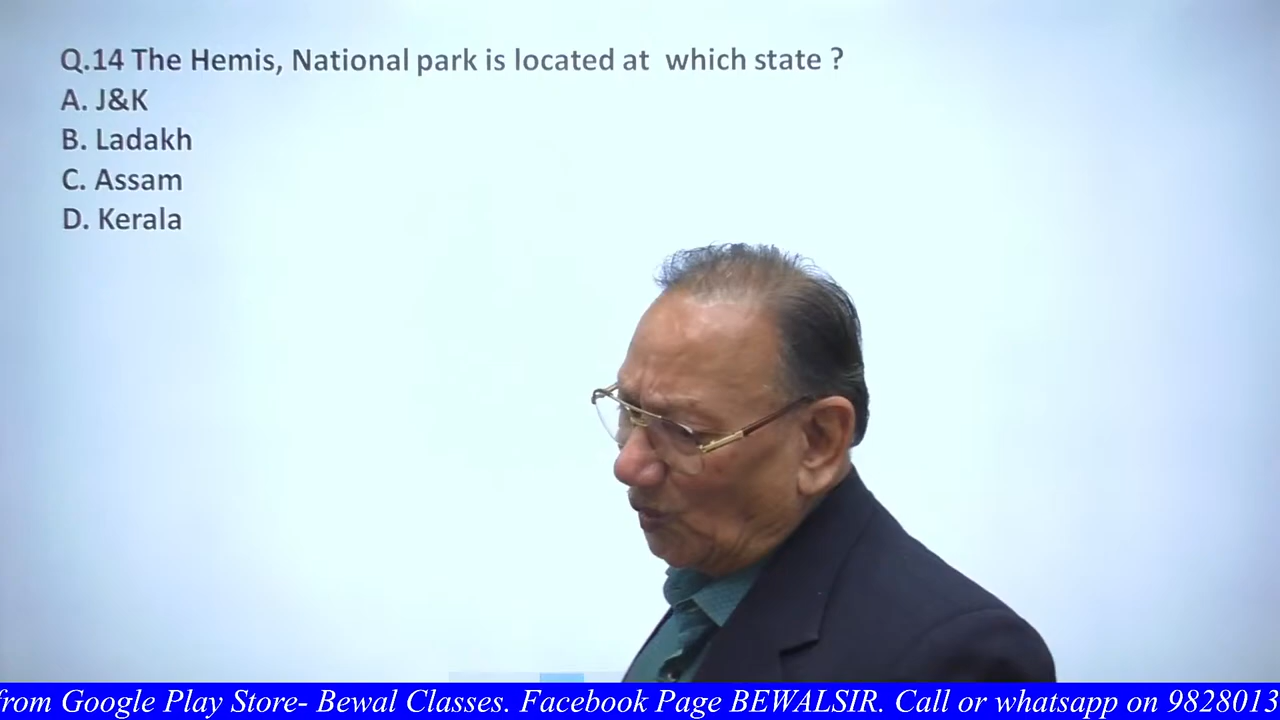 Q.14 The Hemis, National park is located at which state ?
A. J&K
B. Ladakh
C. Assam
D. Kerala
from Google Play Store- Bewal Classes. Facebook Page BEWALSIR. Call or whatsapp on 9828013